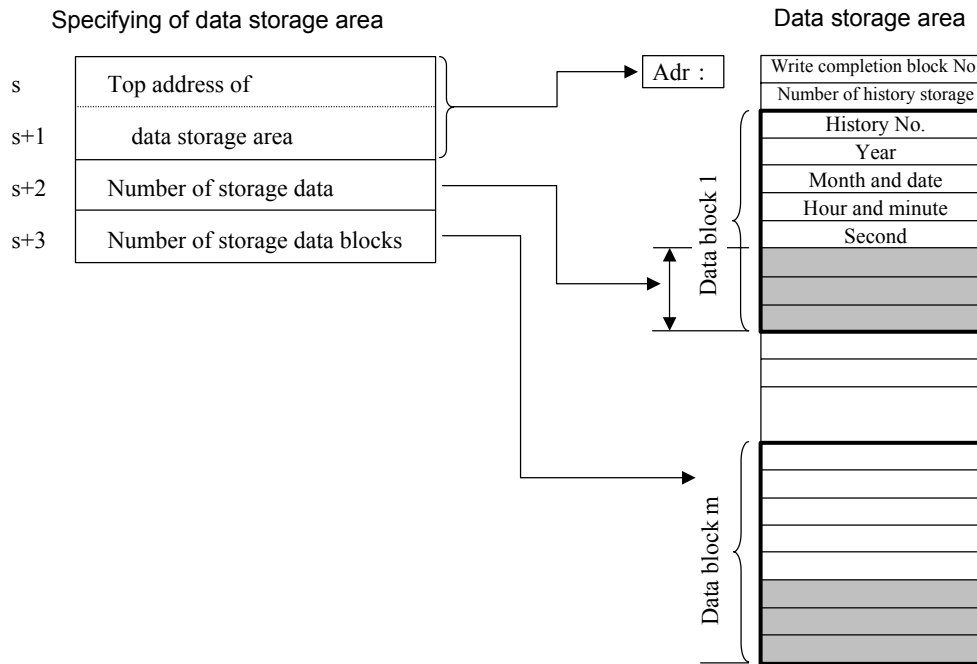 Specifying of data storage area
Data storage area
s
Top address of
s+1
data storage area
s+2
Number of storage data
s+3
Number of storage data blocks
Adr :
Write completion block No
Number of history storage
History No.
Year
Month and date
Hour and minute
Second
Data block 1
Data block m